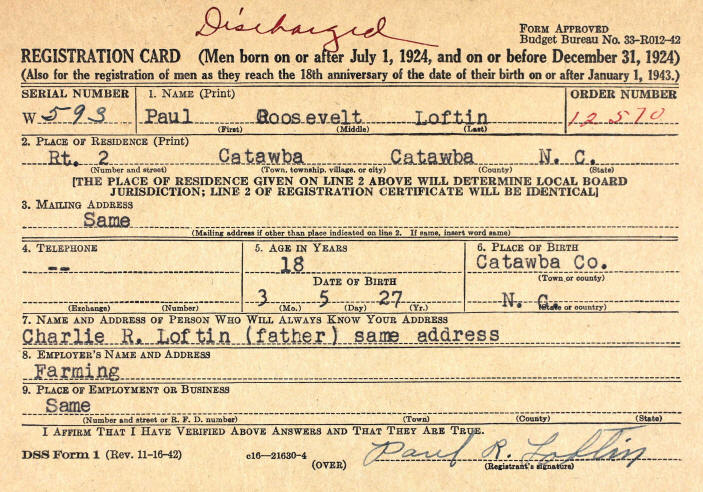 Discharged
FORM APPROVED
Budget Bureau No. 33-R012-42
REGISTRATION CARD (Men born on or after July 1, 1924, and on or before December 31, 1924)
(Also for the registration of men as they reach the 18th anniversary of the date of their birth on or after January 1, 1943.)
SERIAL NUMBER 1. NAME (Print) ORDER NUMBER
W 593 Paul Roosevelt Loftin 12570
(First) (Middle) (Last)
2. PLACE OF RESIDENCE (Print)
Rt. 2 Catawba Catawba N. C.
(Number and street) (Town, township, village, or city) (County) (State)
[THE PLACE OF RESIDENCE GIVEN ON LINE 2 ABOVE WILL DETERMINE LOCAL BOARD
JURISDICTION; LINE 2 OF REGISTRATION CERTIFICATE WILL BE IDENTICAL]
3. MAILING ADDRESS
Same
(Mailing address if other than place indicated on line 2. If same, insert word same)
4. TELEPHONE 5. AGE IN YEARS 6. PLACE OF BIRTH
-- 18 Catawba Co.
(Town or county)
DATE OF BIRTH
3 5 27 N. C.
(Exchange) (Number) (Mo.) (Day) (Yr.) (State or country)
7. NAME AND ADDRESS OF PERSON WHO WILL ALWAYS KNOW YOUR ADDRESS
Charlie R. Loftin (father) same address
8. EMPLOYER'S NAME AND ADDRESS
Farming
9. PLACE OF EMPLOYMENT OR BUSINESS
Same
(Number and street or R. F. D. number) (Town) (County) (State)
I AFFIRM THAT I HAVE VERIFIED ABOVE ANSWERS AND THAT THEY ARE TRUE.
DSS Form 1 (Rev. 11-16-42) c16-21630-4 Paul R. Loftin
(OVER) (Registrant's signature)